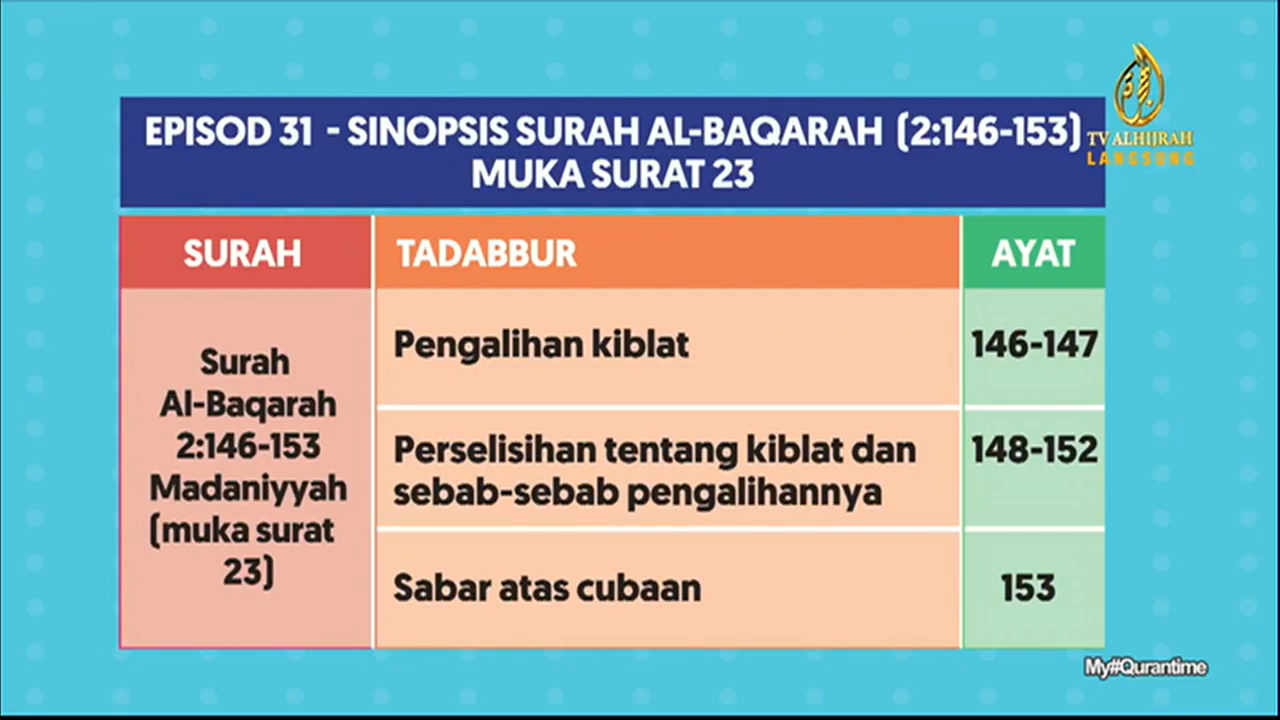 EPISOD 31 - SINOPSIS SURAH AL-BAQARAH (2:146-153)
MUKA SURAT 23
TV ALHIJRAH
LANGSUNG
SURAH
TADABBUR
AYAT
Surah
Al-Baqarah
2:146-153
Madaniyyah
(muka surat
23)
Pengalihan kiblat
146-147
Perselisihan tentang kiblat dan
sebab-sebab pengalihannya
148-152
Sabar atas cubaan
153
My#Qurantime